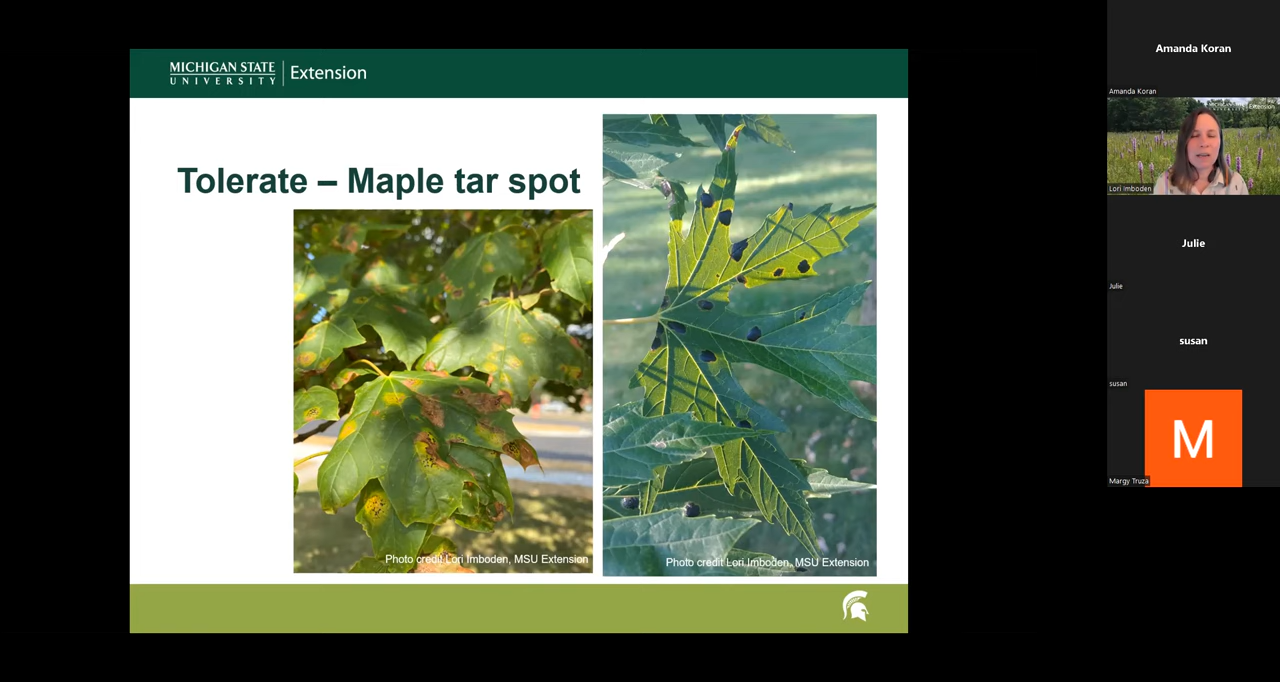 MICHIGAN STATE
UNIVERSITY
Extension
Tolerate – Maple tar spot
Photo credit Lori Imboden, MSU Extension
Photo credit Lori Imboden, MSU Extension
Amanda Koran
Amanda Koran
Extension
Lori Imboden
Julie
Julie
susan
susan
M
Margy Truza